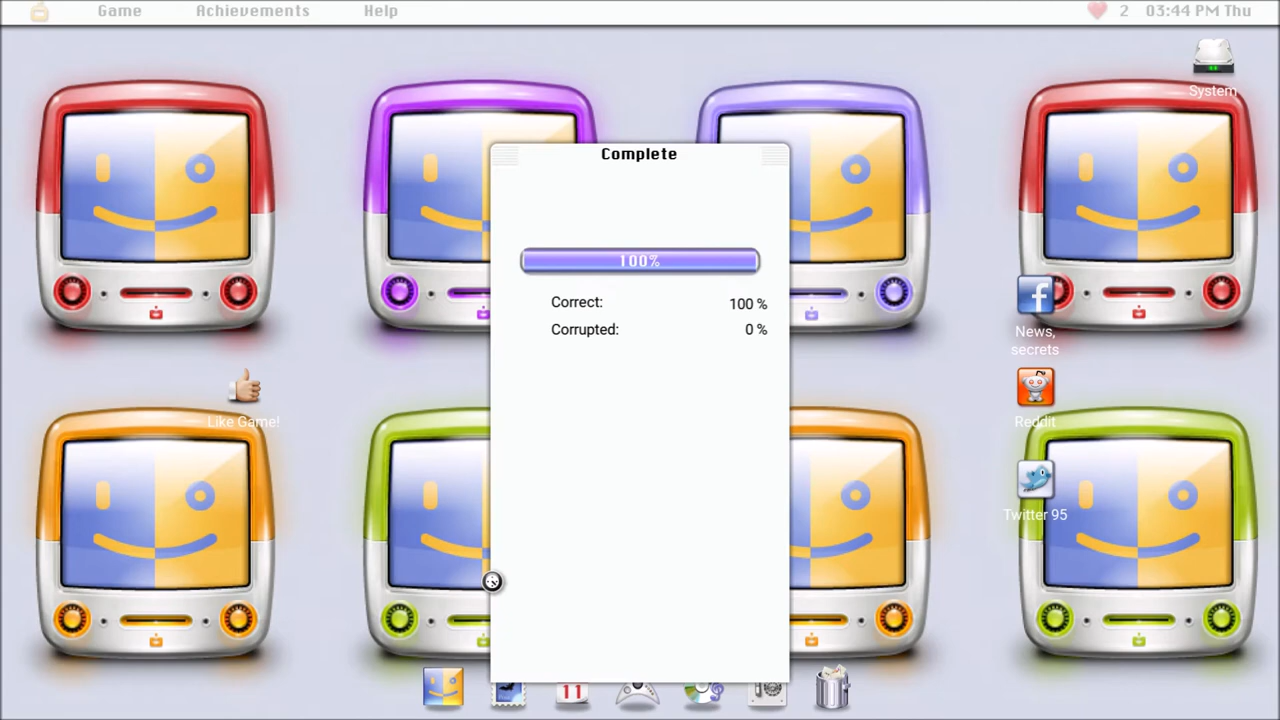 Game Achievements Help 2 03:44 PM Thu
System
Complete
100%
Correct: 100 %
Corrupted: 0 %
News,
secrets
Like Game!
Reddit
Twitter 95
11